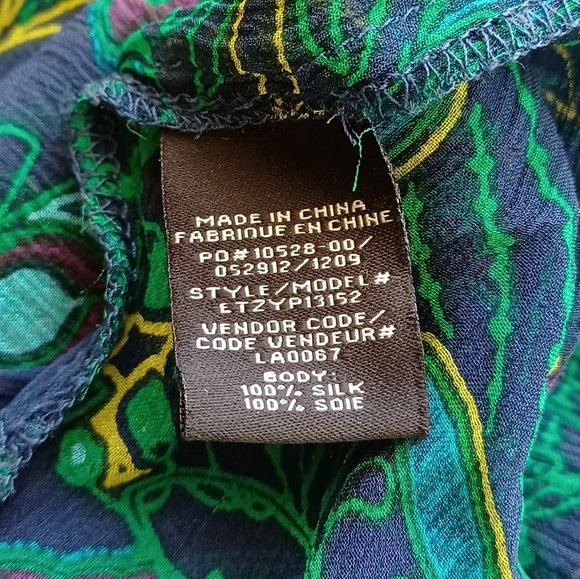 MADE IN CHINA
FABRIQUE EN CHINE
PO#10528-00/
052912/1209
STYLE/MODEL#
ETZYP13152
VENDOR CODE/
CODE VENDEUR#
LA0067
BODY:
100% SILK
100% SOIE